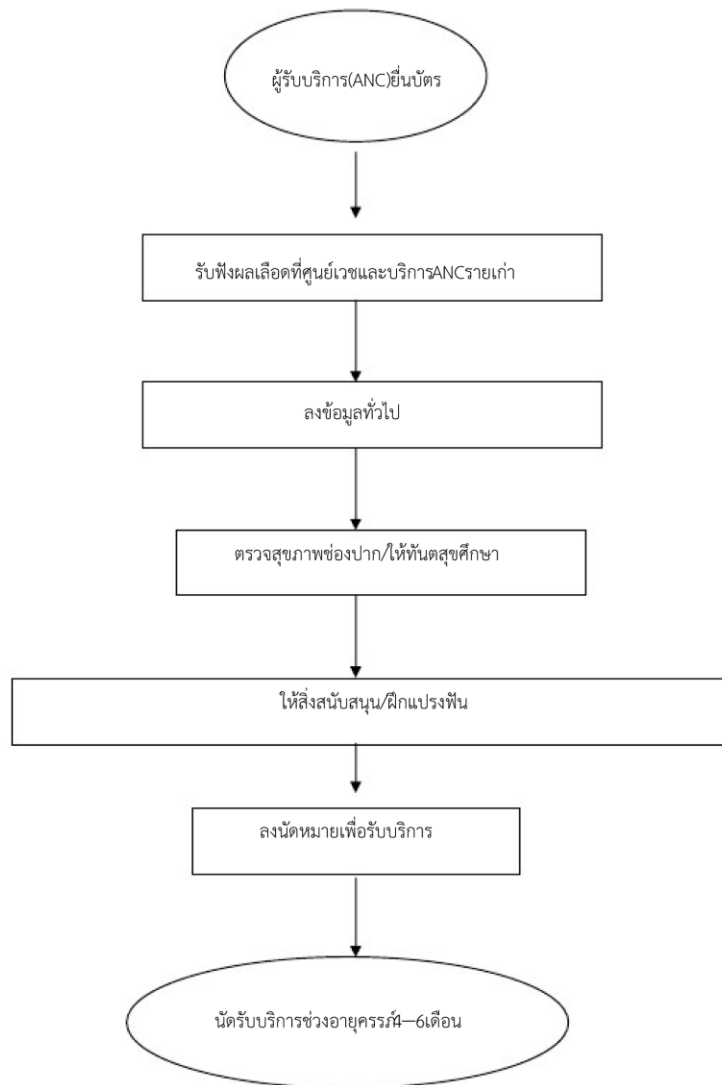 ผู้รับบริการ(ANC)ยื่นบัตร
รับฟังผลเลือดที่ศูนย์เวชและบริการANCรายเก่า
ลงข้อมูลทั่วไป
ตรวจสุขภาพช่องปาก/ให้ทันตสุขศึกษา
ให้สิ่งสนับสนุน/ฝึกแปรงฟัน
ลงนัดหมายเพื่อรับบริการ
นัดรับบริการช่วงอายุครรภ์4–6เดือน